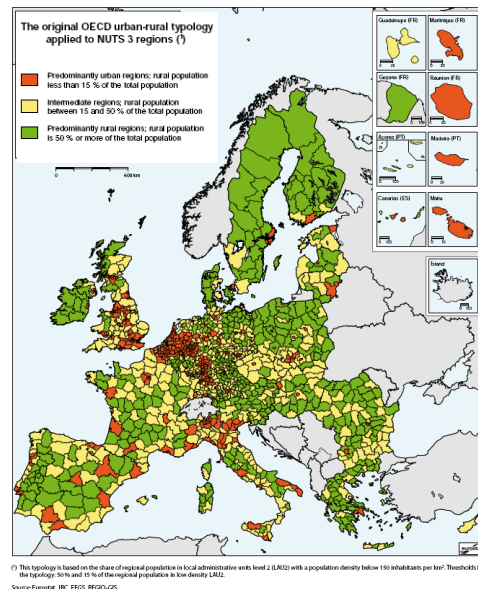 The original OECD urban-rural typology
applied to NUTS 3 regions (¹)
Predominantly urban regions; rural population
less than 15 % of the total population
Intermediate regions; rural population
between 15 and 50 % of the total population
Predominantly rural regions; rural population
is 50 % or more of the total population
0 600 km
Guadeloupe (FR) Martinique (FR)
Guyane (FR) Réunion (FR)
Açores (PT) Madeira (PT)
Canarias (ES) Malta
Ísland
(¹) This typology is based on the share of regional population in local administrative units level 2 (LAU2) with a population density below 150 inhabitants per km². Thresholds
the typology: 50 % and 15 % of the regional population in low density LAU2.
Source: Eurostat, JRC, EFGS, REGIO-GIS